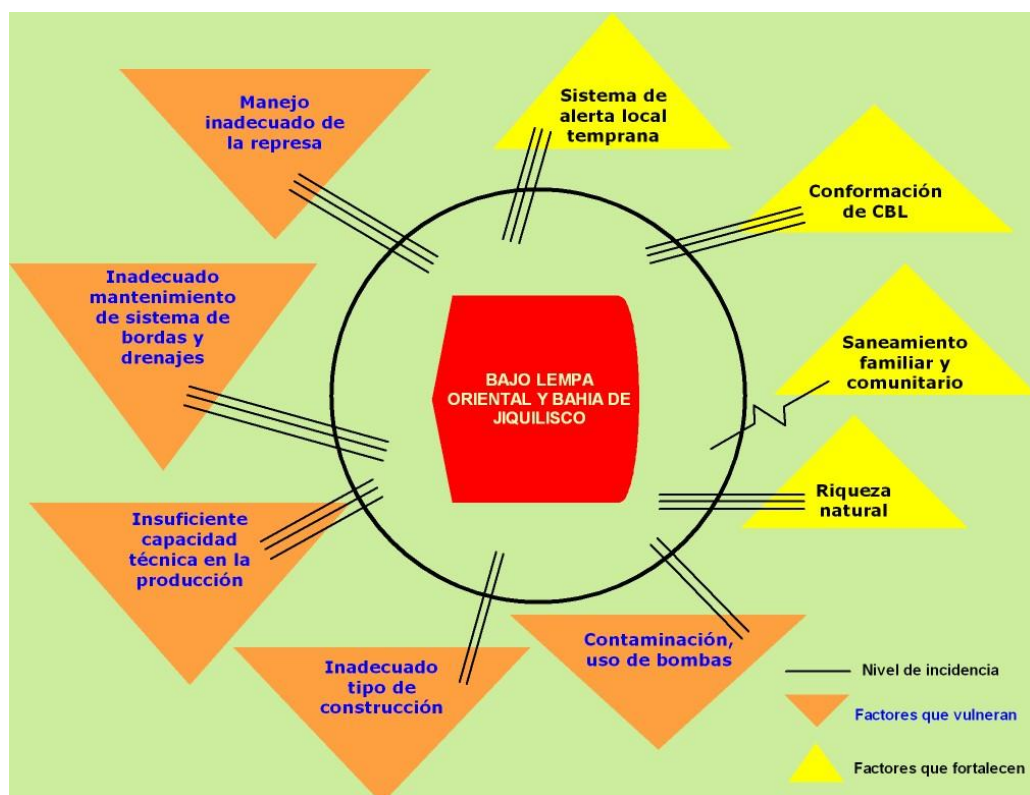 Manejo
inadecuado de
la represa
Sistema de
alerta local
temprana
Conformación
de CBL
Inadecuado
mantenimiento
de sistema de
bordas y
drenajes
Saneamiento
familiar y
comunitario
BAJO LEMPA
ORIENTAL Y BAHIA DE
JIQUILISCO
Riqueza
natural
Insuficiente
capacidad
técnica en la
producción
Contaminación,
uso de bombas
Inadecuado
tipo de
construcción
Nivel de incidencia
Factores que vulneran
Factores que fortalecen